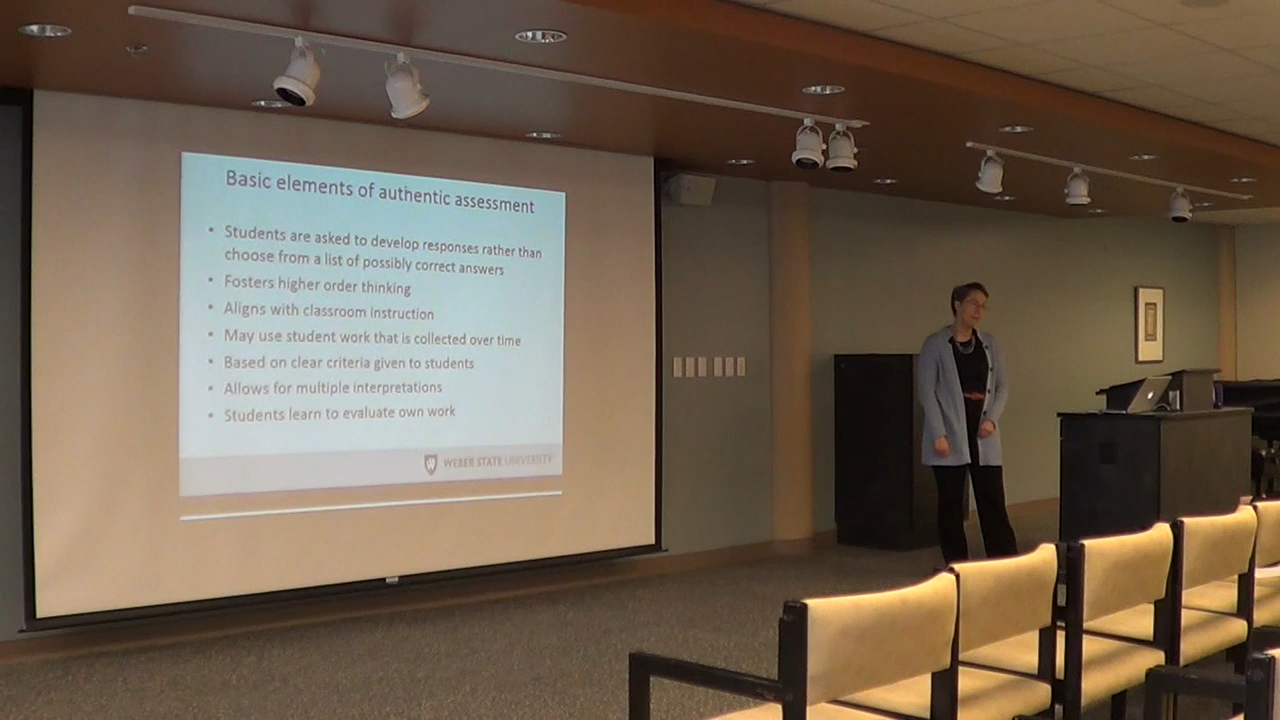 Basic elements of authentic assessment
• Students are asked to develop responses rather than
choose from a list of possibly correct answers
• Fosters higher order thinking
• Aligns with classroom instruction
• May use student work that is collected over time
• Based on clear criteria given to students
• Allows for multiple interpretations
• Students learn to evaluate own work
W WEBER STATE UNIVERSITY